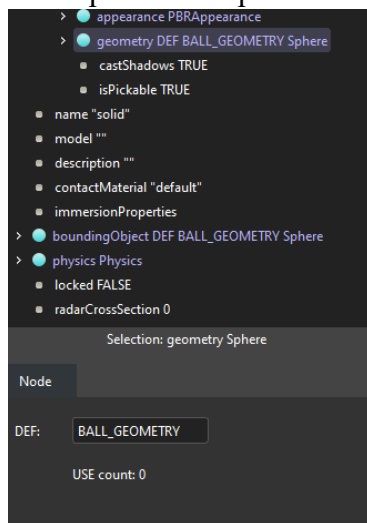 appearance PBRAppearance
geometry DEF BALL_GEOMETRY Sphere
castShadows TRUE
isPickable TRUE
name "solid"
model ""
description ""
contactMaterial "default"
immersionProperties
boundingObject DEF BALL_GEOMETRY Sphere
physics Physics
locked FALSE
radarCrossSection 0
Selection: geometry Sphere
Node
DEF: BALL_GEOMETRY
USE count: 0